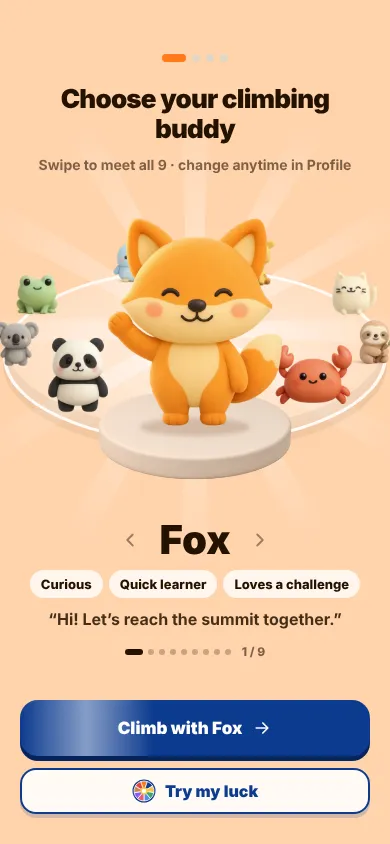 Choose your climbing
buddy
Swipe to meet all 9 · change anytime in Profile
Fox
Curious
Quick learner
Loves a challenge
“Hi! Let’s reach the summit together.”
1 / 9
Climb with Fox →
Try my luck